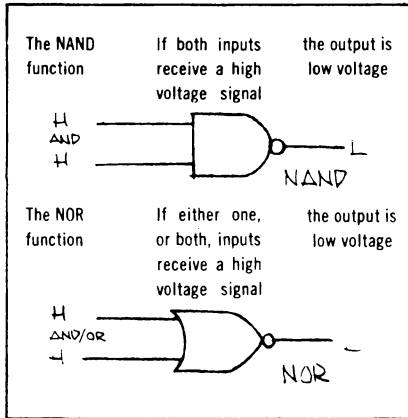 The NAND If both inputs the output is
function receive a high low voltage
voltage signal
H
AND
H
L
NAND
The NOR If either one, the output is
function or both, inputs low voltage
receive a high
voltage signal
H
AND/OR
NOR